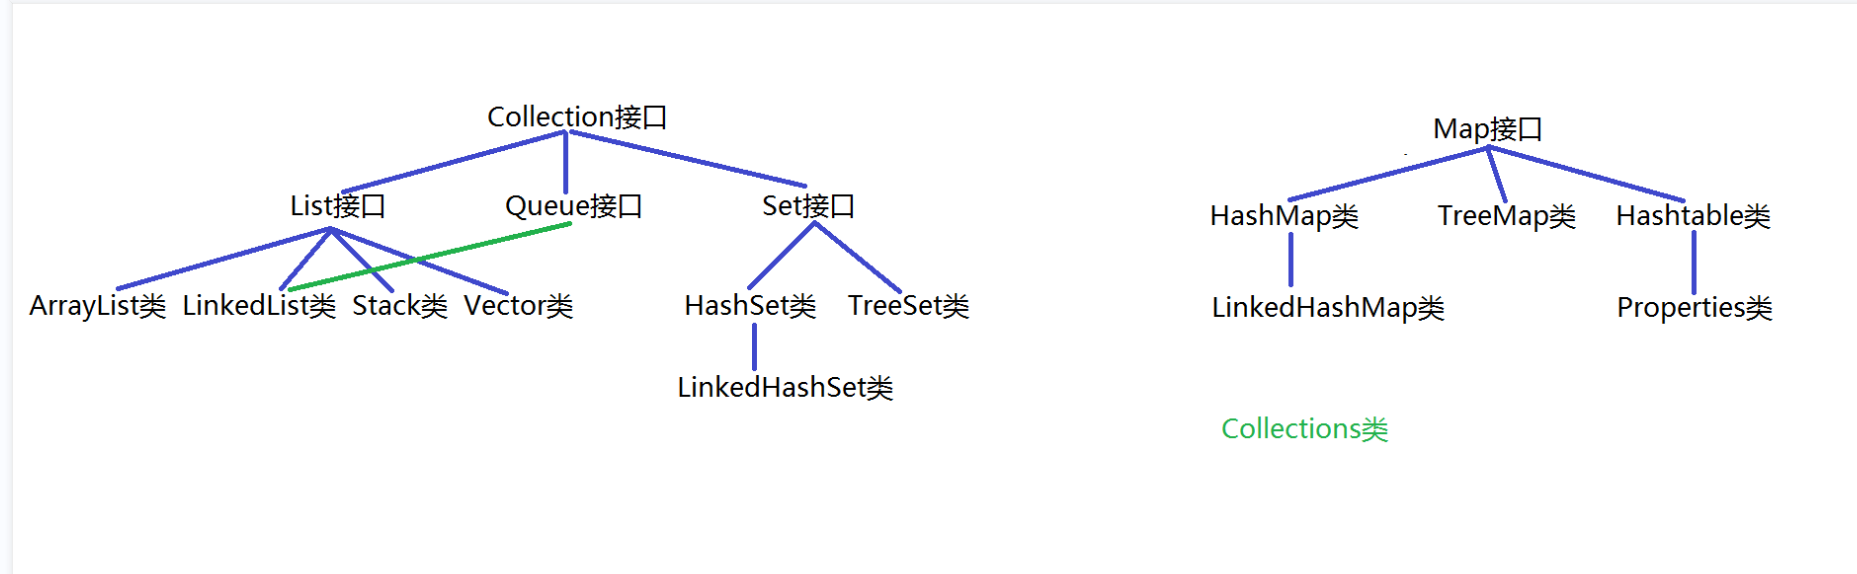 Collection接口
List接口 Queue接口 Set接口
ArrayList类 LinkedList类 Stack类 Vector类 HashSet类 TreeSet类
LinkedHashSet类
Map接口
HashMap类 TreeMap类 Hashtable类
LinkedHashMap类 Properties类
Collections类